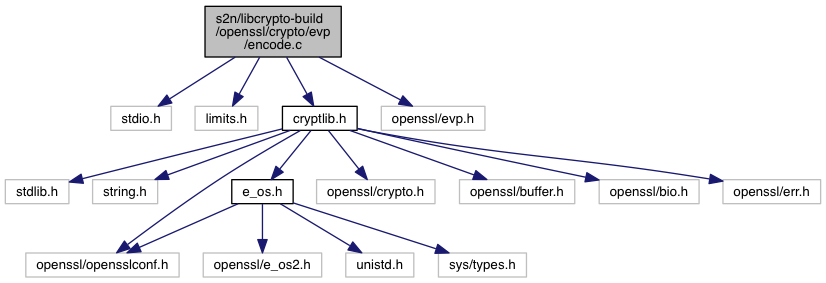 s2n/libcrypto-build
/openssl/crypto/evp
/encode.c
stdio.h
limits.h
cryptlib.h
openssl/evp.h
stdlib.h
string.h
e_os.h
openssl/crypto.h
openssl/buffer.h
openssl/bio.h
openssl/err.h
openssl/opensslconf.h
openssl/e_os2.h
unistd.h
sys/types.h